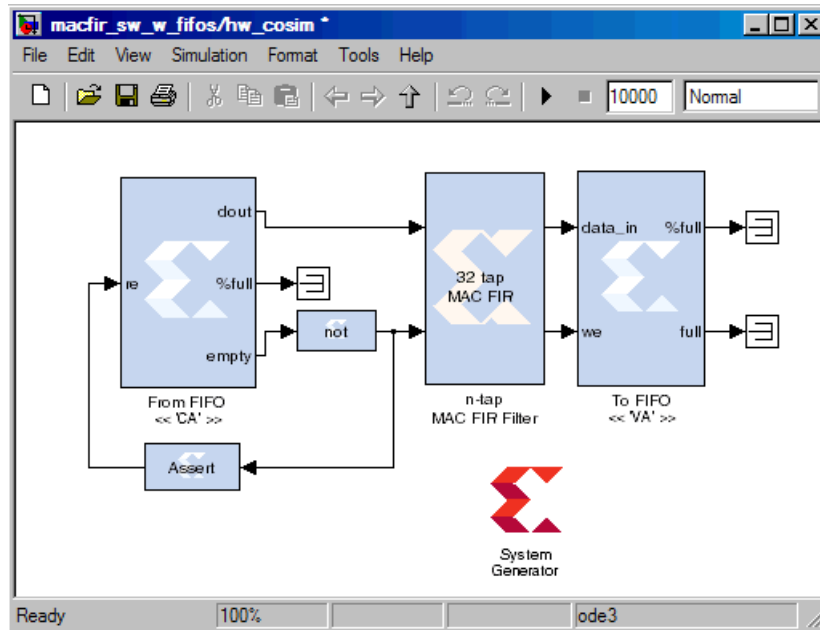 macfir_sw_w_fifos/hw_cosim *
File Edit View Simulation Format Tools Help
10000 Normal
dout
re
%full
empty
not
From FIFO
<< 'CA' >>
Assert
32 tap
MAC FIR
n-tap
MAC FIR Filter
data_in %full
we full
To FIFO
<< 'VA' >>
System
Generator
Ready 100% ode3